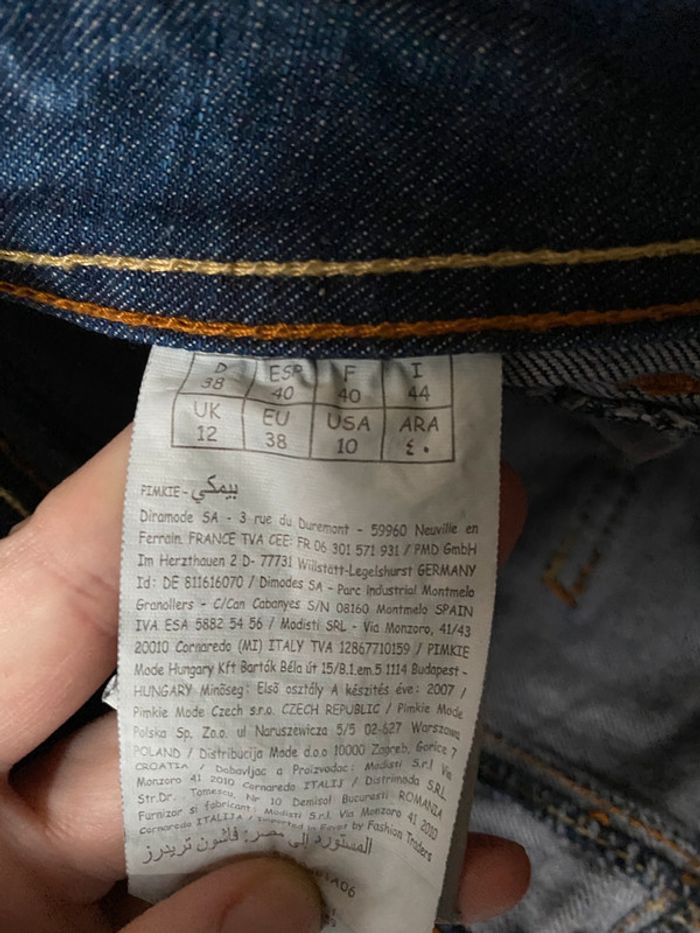 D ESP F I
38 40 40 44
UK EU USA ARA
12 38 10 ٤٠
PIMKIE - بيمكي
Diramode SA - 3 rue du Duremont - 59960 Neuville en
Ferrain. FRANCE TVA CEE: FR 06 301 571 931 / PMD GmbH
Im Herzthauen 2 D- 77731 Willstätt-Legelshurst GERMANY
Id: DE 811616070 / Dimodes SA - Parc Industrial Montmelo
Granollers - C/Can Cabanyes S/N 08160 Montmelo SPAIN
IVA ESA 5882 54 56 / Modisti SRL - Via Monzoro, 41/43
20010 Cornaredo (MI) ITALY TVA 12867710159 / PIMKIE
Mode Hungary Kft Bartók Béla út 15/B.1.em.5 1114 Budapest -
HUNGARY Minőseg: Első osztály A készítés éve: 2007 /
Pimkie Mode Czech s.r.o. CZECH REPUBLIC / Pimkie Mode
Polska Sp. Zo.o. ul Naruszewicza 5/5 02-627 Warszawa
POLAND / Distribucija Mode d.o.o 10000 Zagreb, Gorice 7
CROATIA / Dobavljac a Proizvodac: Modisti S.r.l Via
Monzoro 41 2010 Cornaredo ITALIJ / Distrimoda S.R.L
Str.Dr. Tomescu, Nr 10 Demisol Bucuresti ROMANIA
Furnizor si fabricant: Modisti S.r.l Via Monzoro 41 2010
Cornaredo ITALIJA / Imported in Egypt by Fashion Traders
المستورد إلى مصر: فاشون تريدرز